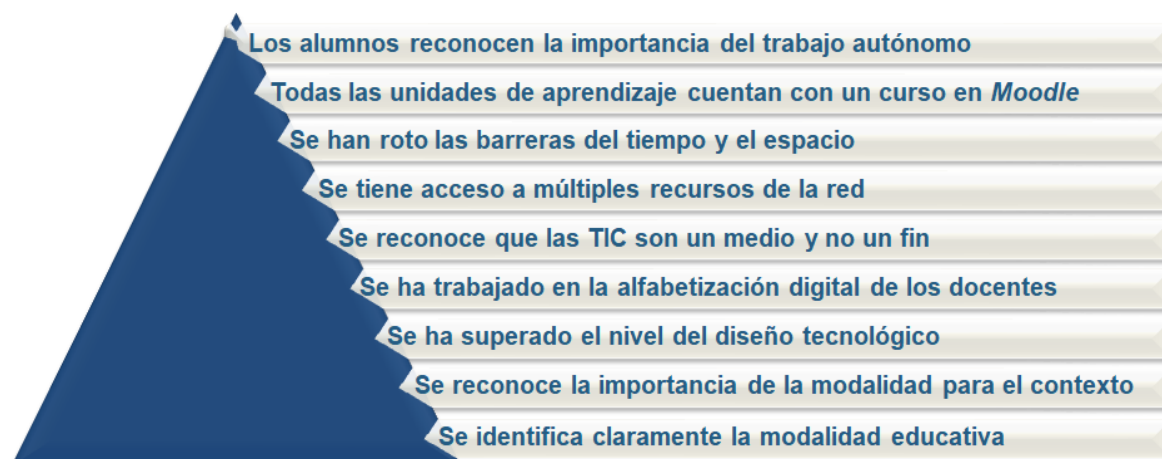 Los alumnos reconocen la importancia del trabajo autónomo
Todas las unidades de aprendizaje cuentan con un curso en Moodle
Se han roto las barreras del tiempo y el espacio
Se tiene acceso a múltiples recursos de la red
Se reconoce que las TIC son un medio y no un fin
Se ha trabajado en la alfabetización digital de los docentes
Se ha superado el nivel del diseño tecnológico
Se reconoce la importancia de la modalidad para el contexto
Se identifica claramente la modalidad educativa